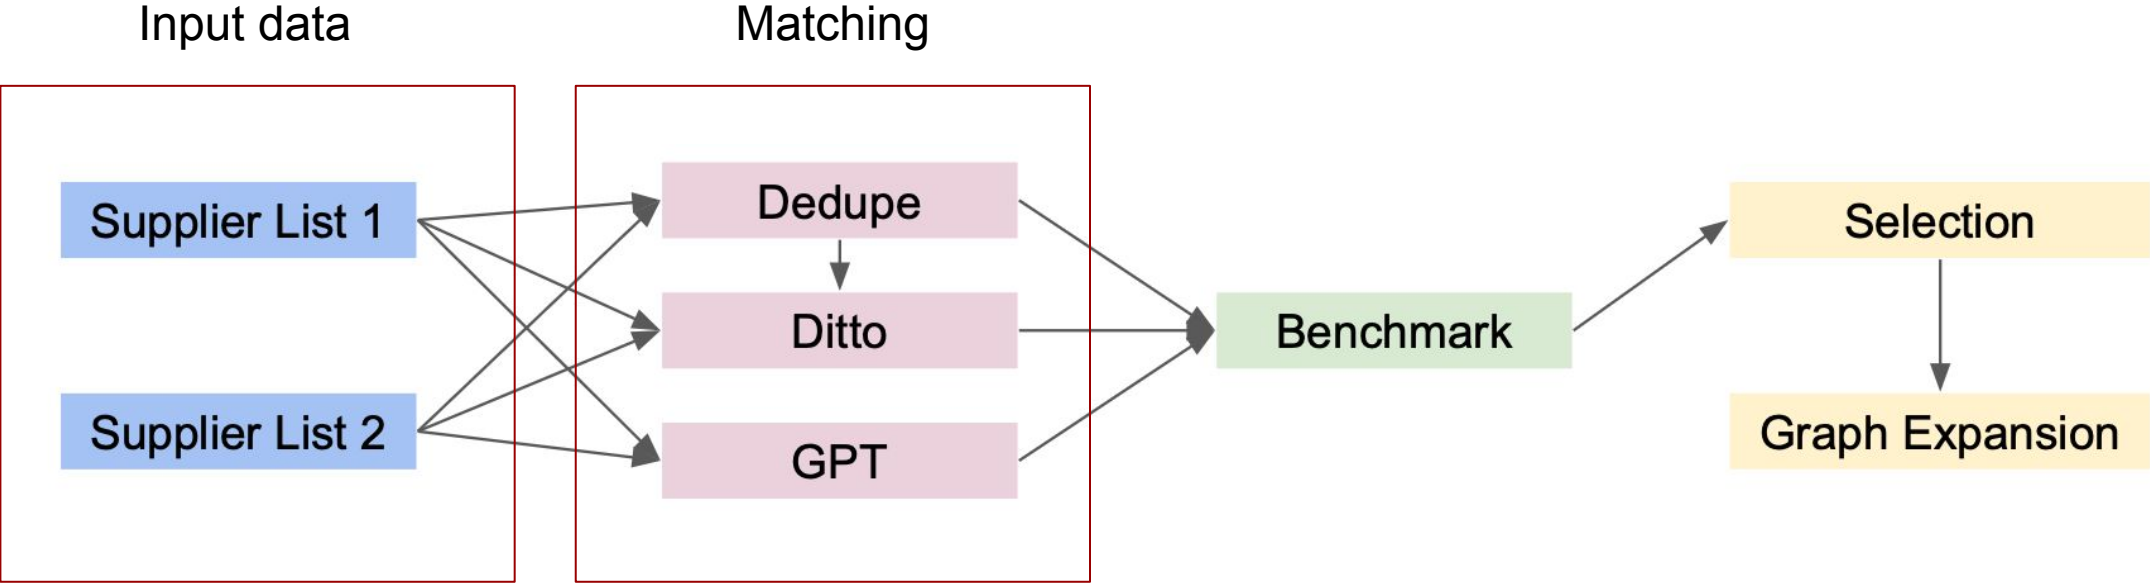 Input data
Matching
Supplier List 1
Supplier List 2
Dedupe
Ditto
GPT
Benchmark
Selection
Graph Expansion